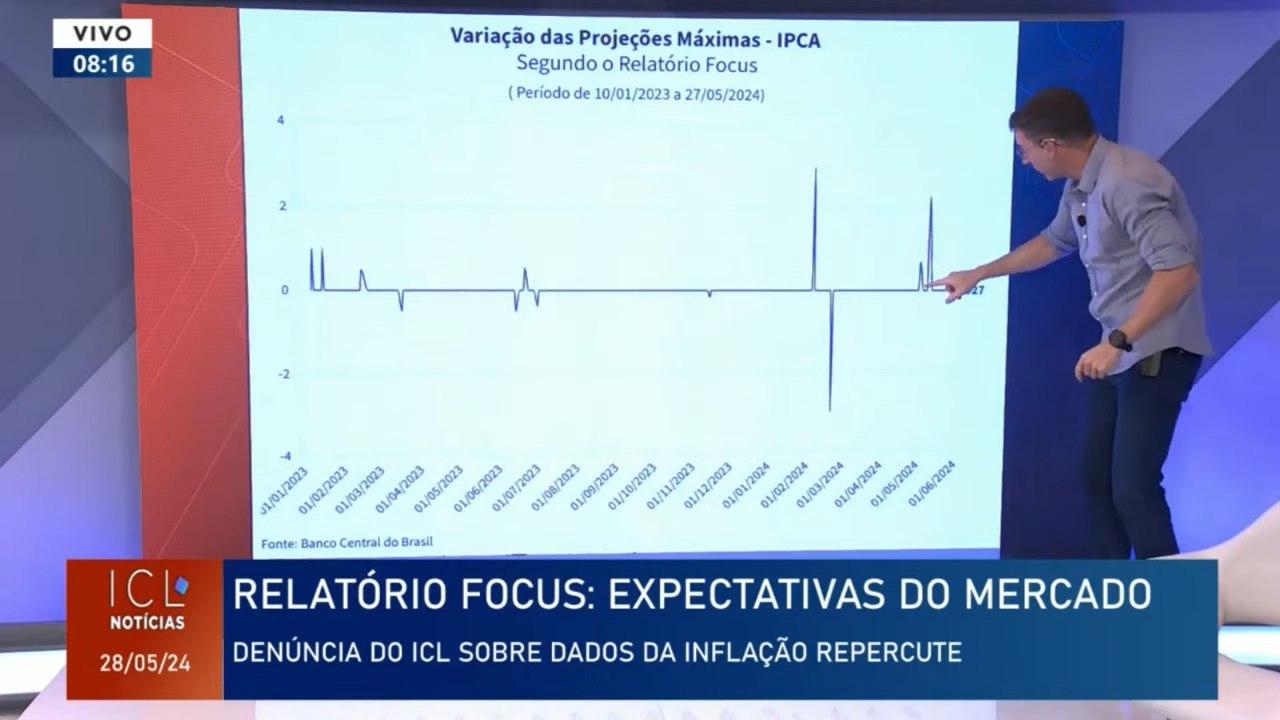 VIVO
08:16
Variação das Projeções Máximas - IPCA
Segundo o Relatório Focus
( Período de 10/01/2023 a 27/05/2024)
4
2
0
-2
-4
27
01/01/2023
01/02/2023
01/03/2023
01/04/2023
01/05/2023
01/06/2023
01/07/2023
01/08/2023
01/09/2023
01/10/2023
01/11/2023
01/12/2023
01/01/2024
01/02/2024
01/03/2024
01/04/2024
01/05/2024
01/06/2024
Fonte: Banco Central do Brasil
ICL
NOTÍCIAS
28/05/24
RELATÓRIO FOCUS: EXPECTATIVAS DO MERCADO
DENÚNCIA DO ICL SOBRE DADOS DA INFLAÇÃO REPERCUTE